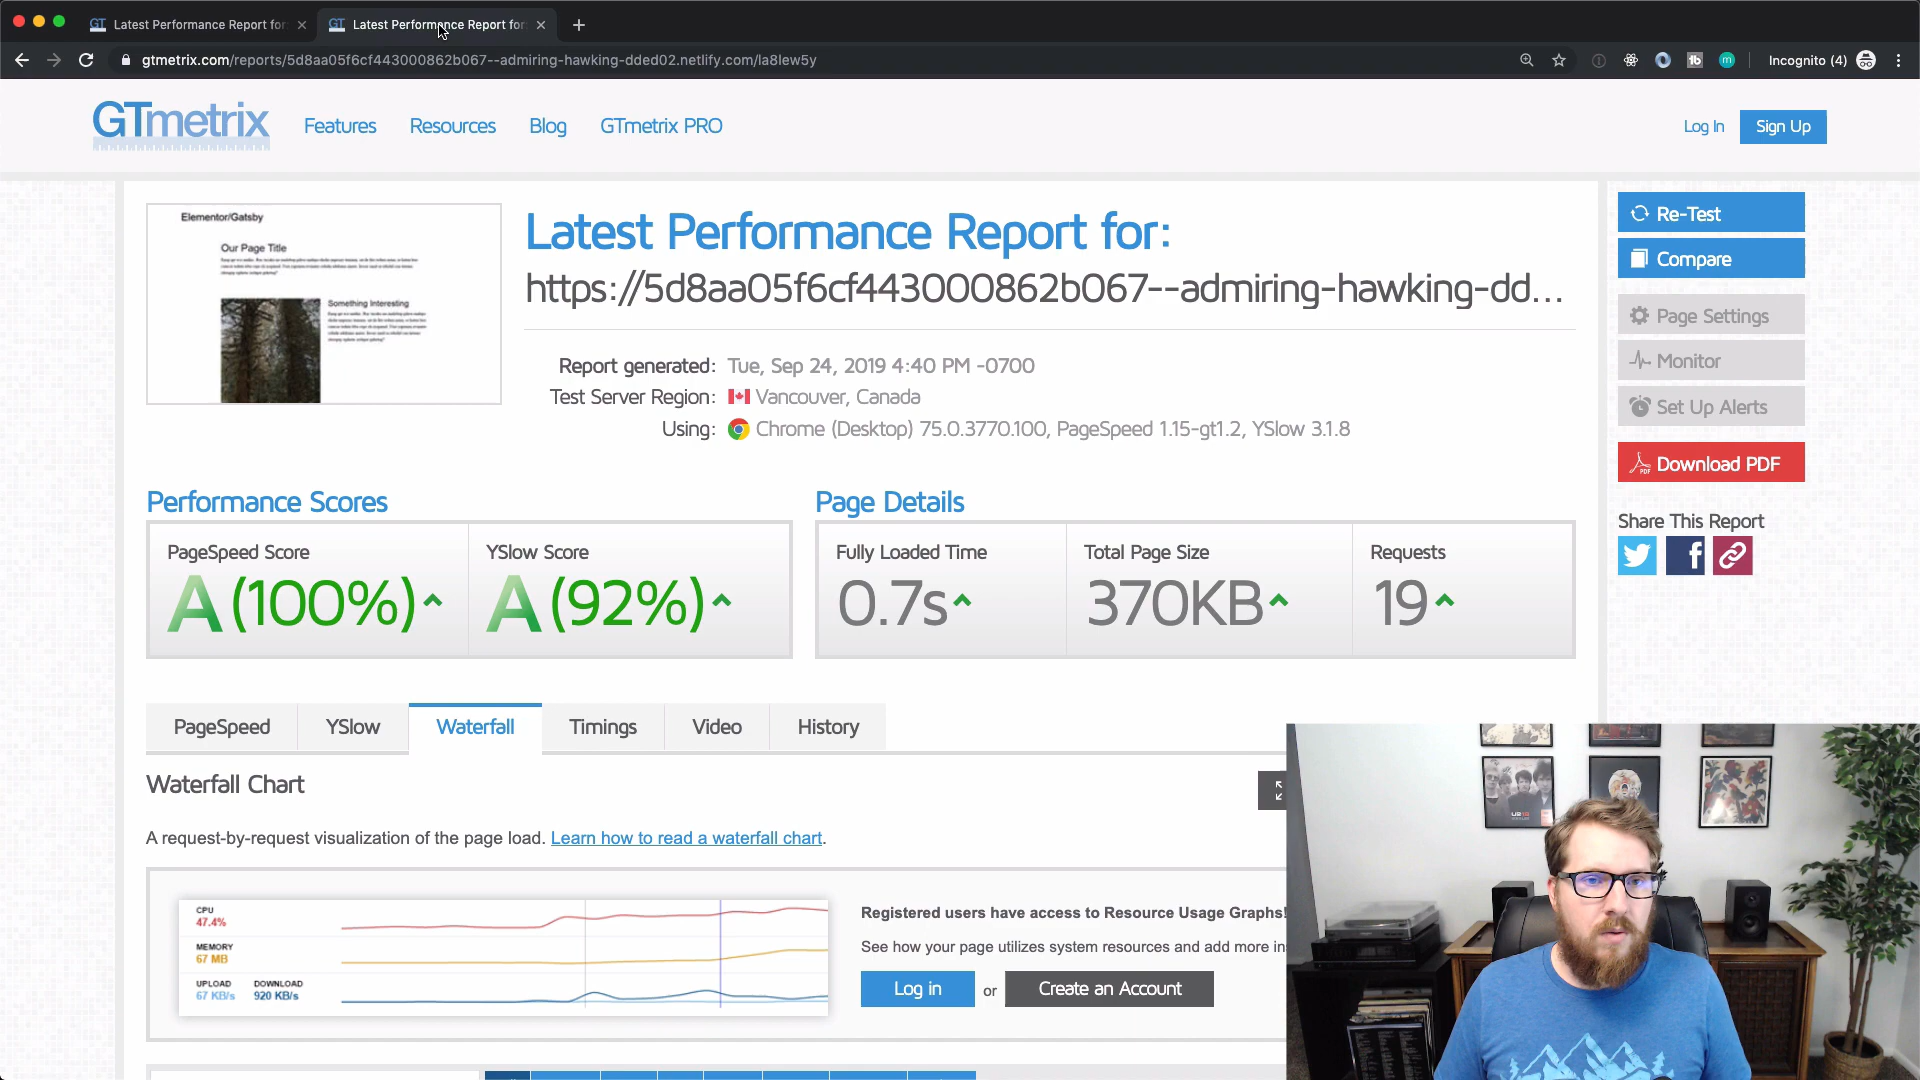 GT Latest Performance Report for:
GT Latest Performance Report for:
gtmetrix.com/reports/5d8aa05f6cf443000862b067--admiring-hawking-dded02.netlify.com/la8lew5y
Incognito (4)
GTmetrix
Features
Resources
Blog
GTmetrix PRO
Log In
Sign Up
Elementor/Gatsby
Our Page Title
Something Interesting
Latest Performance Report for:
https://5d8aa05f6cf443000862b067--admiring-hawking-dd...
Report generated: Tue, Sep 24, 2019 4:40 PM -0700
Test Server Region: Vancouver, Canada
Using: Chrome (Desktop) 75.0.3770.100, PageSpeed 1.15-gt1.2, YSlow 3.1.8
Re-Test
Compare
Page Settings
Monitor
Set Up Alerts
Download PDF
Share This Report
Performance Scores
PageSpeed Score
A (100%)
YSlow Score
A (92%)
Page Details
Fully Loaded Time
0.7s
Total Page Size
370KB
Requests
19
PageSpeed
YSlow
Waterfall
Timings
Video
History
Waterfall Chart
A request-by-request visualization of the page load. Learn how to read a waterfall chart.
CPU
47.4%
MEMORY
67 MB
UPLOAD DOWNLOAD
67 KB/s 920 KB/s
Registered users have access to Resource Usage Graphs!
See how your page utilizes system resources and add more in
Log in or Create an Account